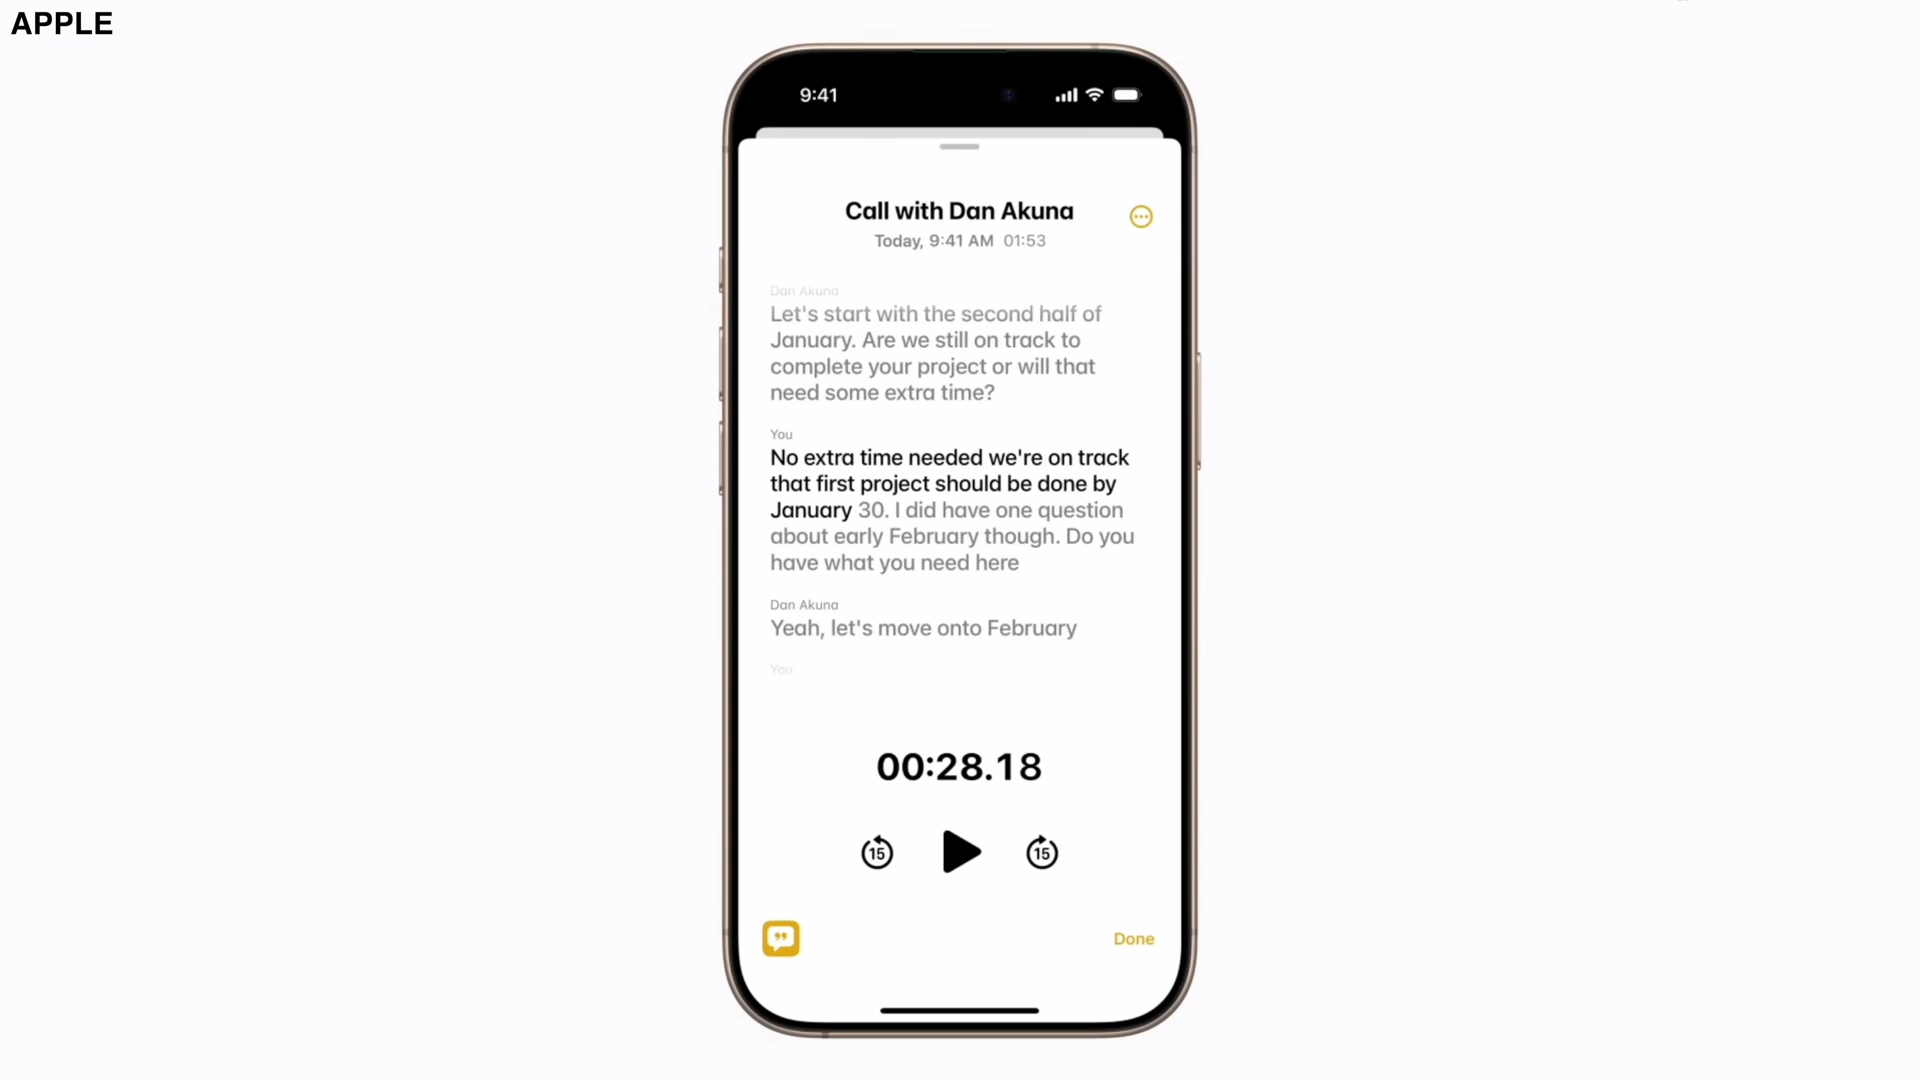 APPLE
9:41
Call with Dan Akuna
Today, 9:41 AM 01:53
Dan Akuna
Let's start with the second half of
January. Are we still on track to
complete your project or will that
need some extra time?
You
No extra time needed we're on track
that first project should be done by
January 30. I did have one question
about early February though. Do you
have what you need here
Dan Akuna
Yeah, let's move onto February
You
00:28.18
15 15
Done